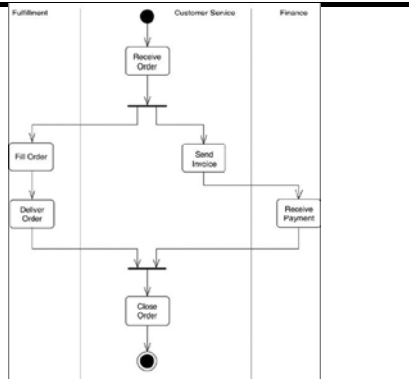 Fulfillment
Customer Service
Finance
Receive
Order
Fill Order
Send
Invoice
Deliver
Order
Receive
Payment
Close
Order